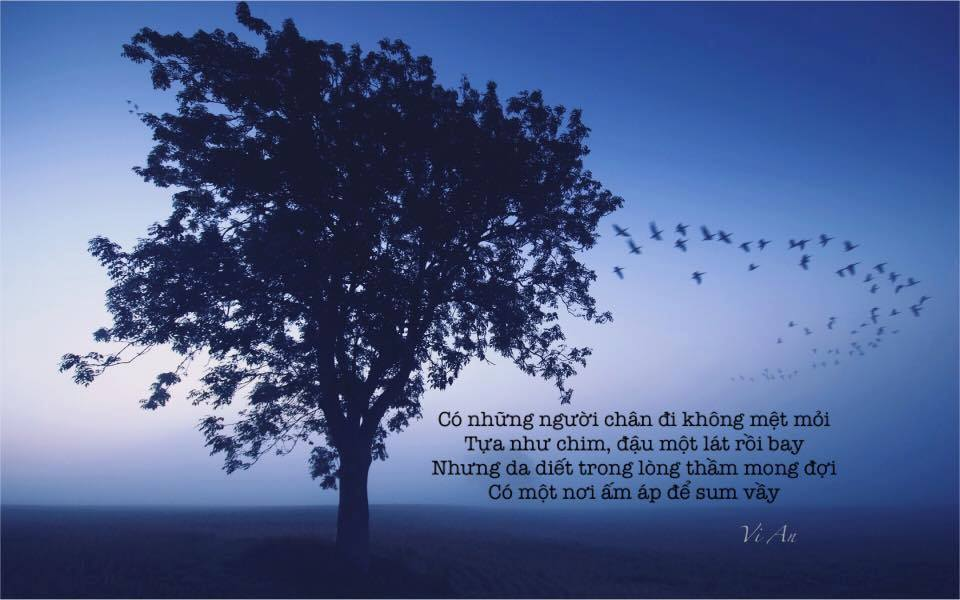 Có những người chân đi không mệt mỏi
Tựa như chim, đậu một lát rồi bay
Nhưng da diết trong lòng thầm mong đợi
Có một nơi ấm áp để sum vầy
Vi An